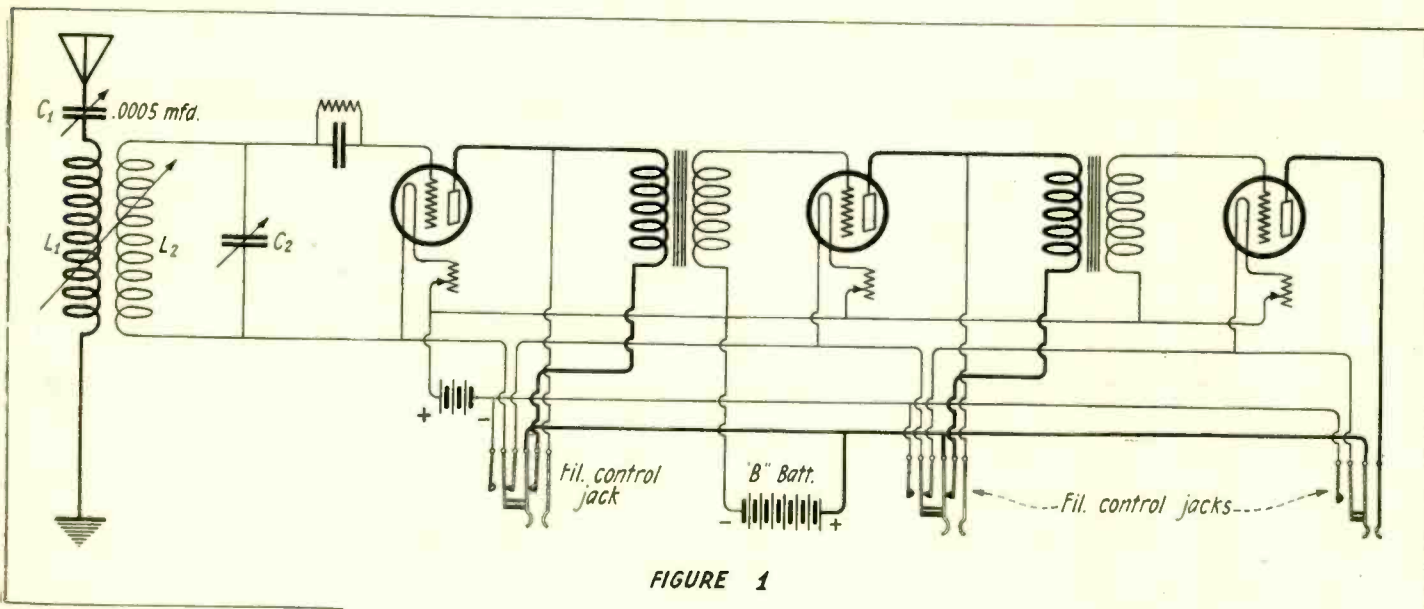 C1 .0005 mfd.
L1 L2 C2
+ -
Fil. control
jack
"B" Batt.
- +
Fil. control jacks
FIGURE 1